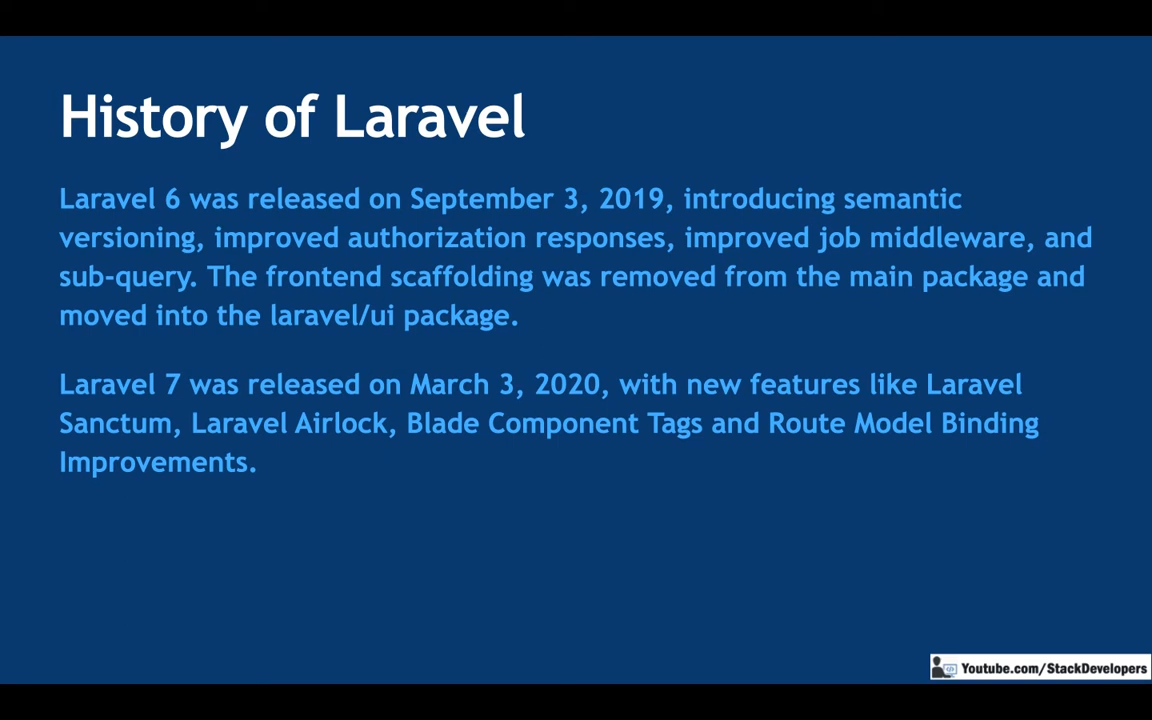 History of Laravel
Laravel 6 was released on September 3, 2019, introducing semantic
versioning, improved authorization responses, improved job middleware, and
sub-query. The frontend scaffolding was removed from the main package and
moved into the laravel/ui package.
Laravel 7 was released on March 3, 2020, with new features like Laravel
Sanctum, Laravel Airlock, Blade Component Tags and Route Model Binding
Improvements.
Youtube.com/StackDevelopers